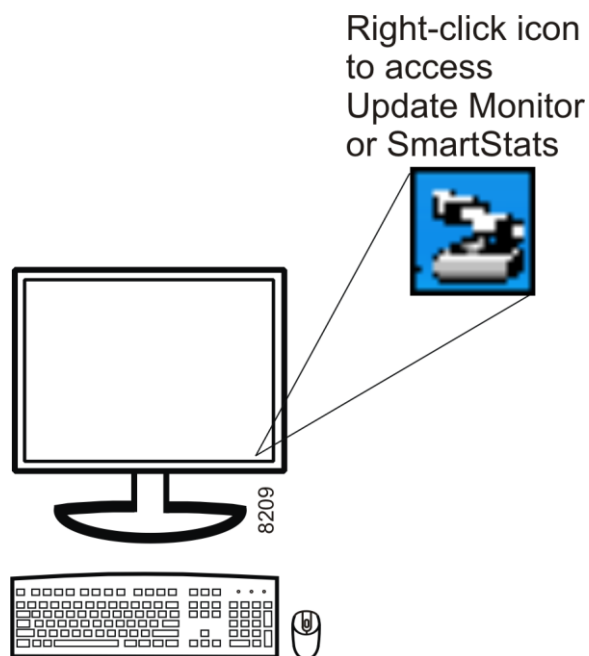 Right-click icon
to access
Update Monitor
or SmartStats
8209